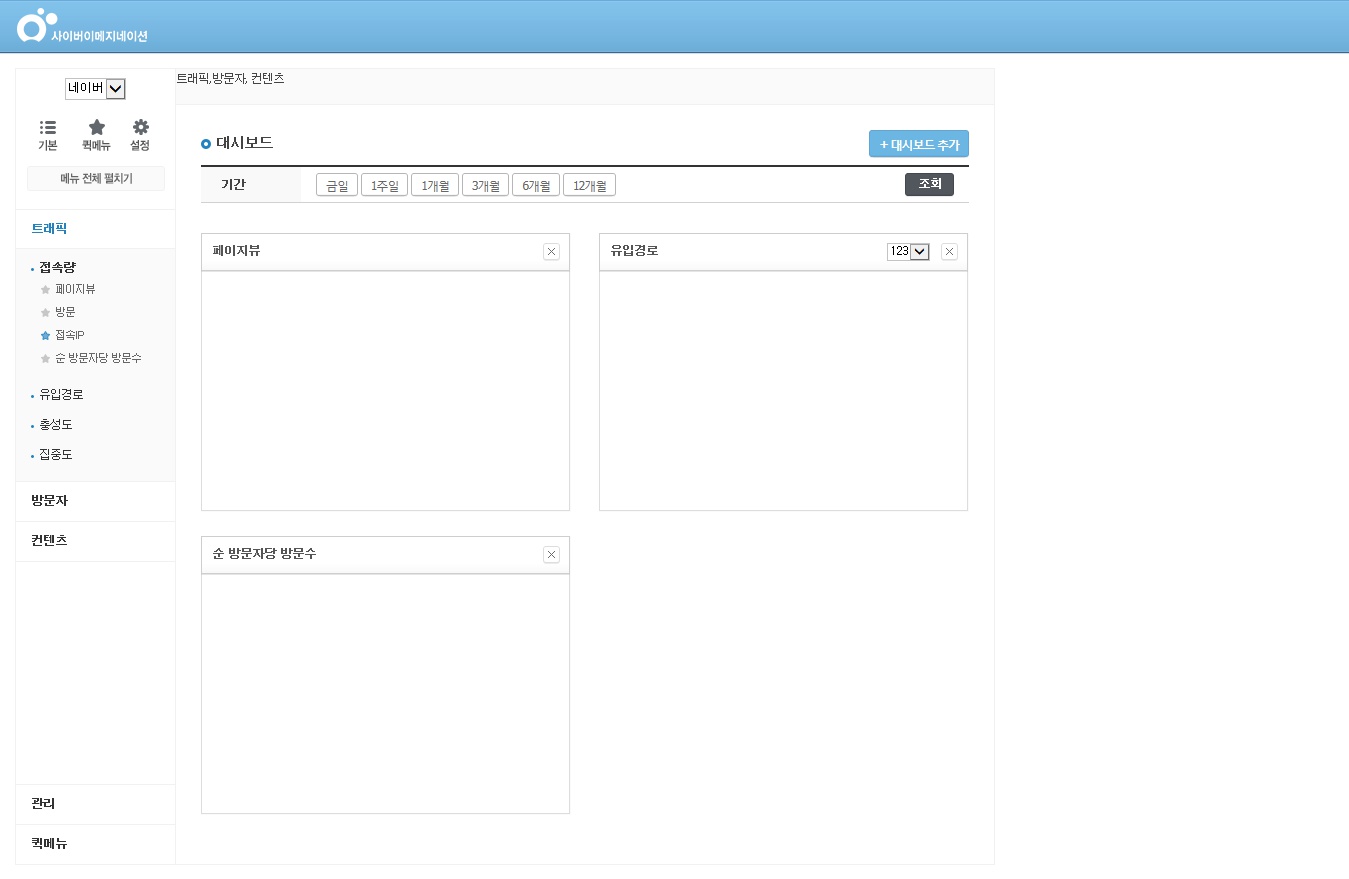 사이버이메지네이션
네이버
트래픽,방문자, 컨텐츠
기본
퀵메뉴
설정
메뉴 전체 펼치기
트래픽
접속량
페이지뷰
방문
접속IP
순 방문자당 방문수
유입경로
충성도
집중도
방문자
컨텐츠
관리
퀵메뉴
대시보드
+ 대시보드 추가
기간
금일
1주일
1개월
3개월
6개월
12개월
조회
페이지뷰
유입경로
123
순 방문자당 방문수